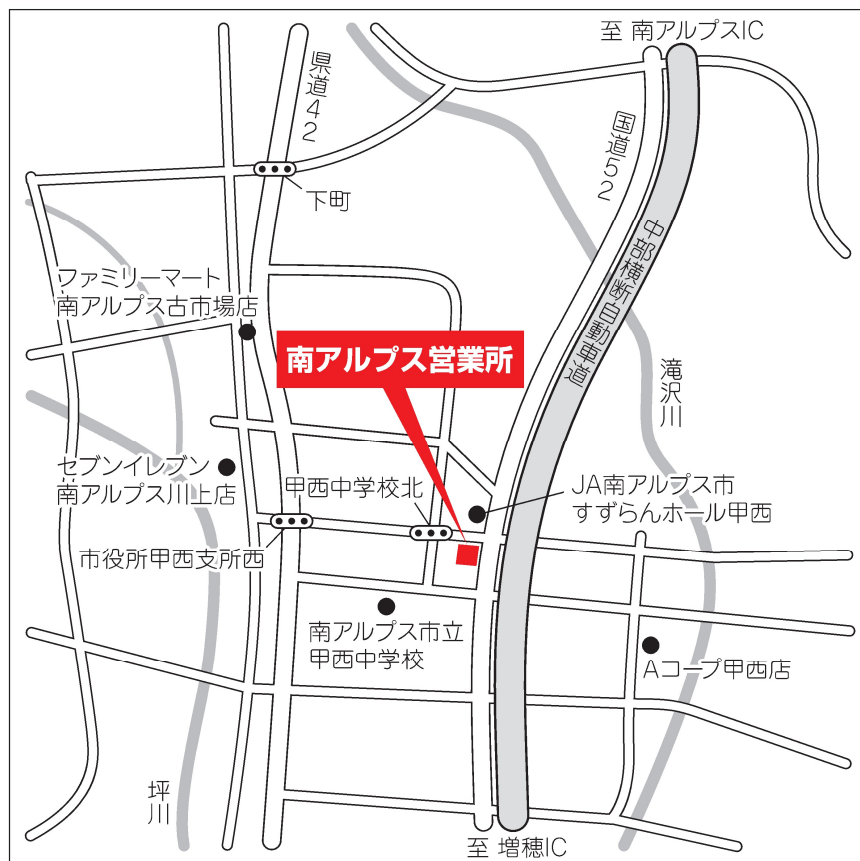 至 南アルプスIC
県道42
国道52
下町
中部横断自動車道
ファミリーマート
南アルプス古市場店
南アルプス営業所
滝沢川
セブンイレブン
南アルプス川上店
甲西中学校北
JA南アルプス市
すずらんホール甲西
市役所甲西支所西
南アルプス市立
甲西中学校
Aコープ甲西店
坪川
至 増穂IC